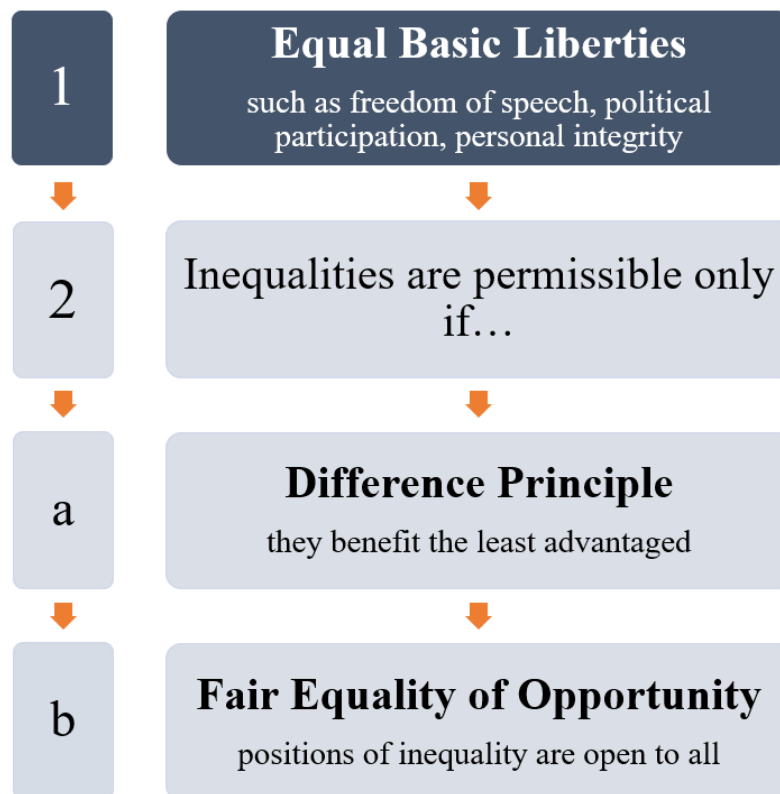 1
Equal Basic Liberties
such as freedom of speech, political
participation, personal integrity
2
Inequalities are permissible only
if…
a
Difference Principle
they benefit the least advantaged
b
Fair Equality of Opportunity
positions of inequality are open to all